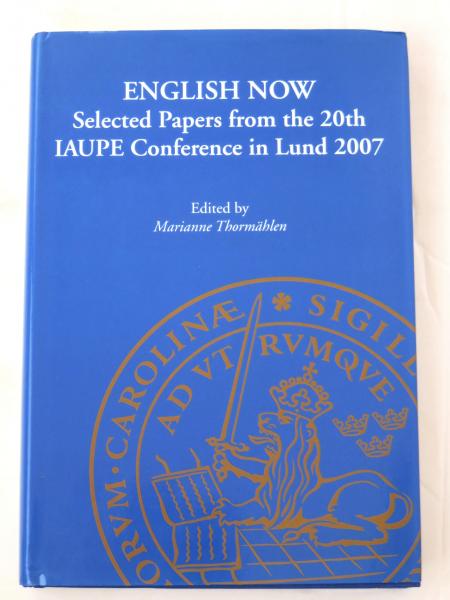 ENGLISH NOW
Selected Papers from the 20th
IAUPE Conference in Lund 2007
Edited by
Marianne Thormählen
ORVM · CAROLINÆ * SIGILL
AD VTRVMQVE